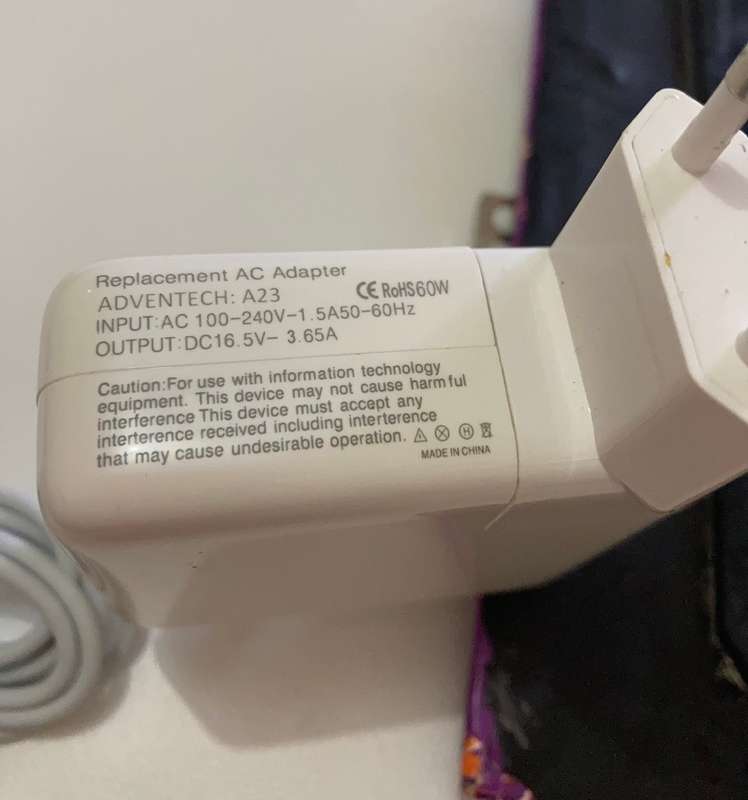 Replacement AC Adapter
ADVENTECH: A23
CE RoHS60W
INPUT:AC 100-240V-1.5A50-60Hz
OUTPUT:DC16.5V- 3.65A
Caution:For use with information technology
equipment. This device may not cause harmful
interference This device must accept any
interterence received including interterence
that may cause undesirable operation.
MADE IN CHINA